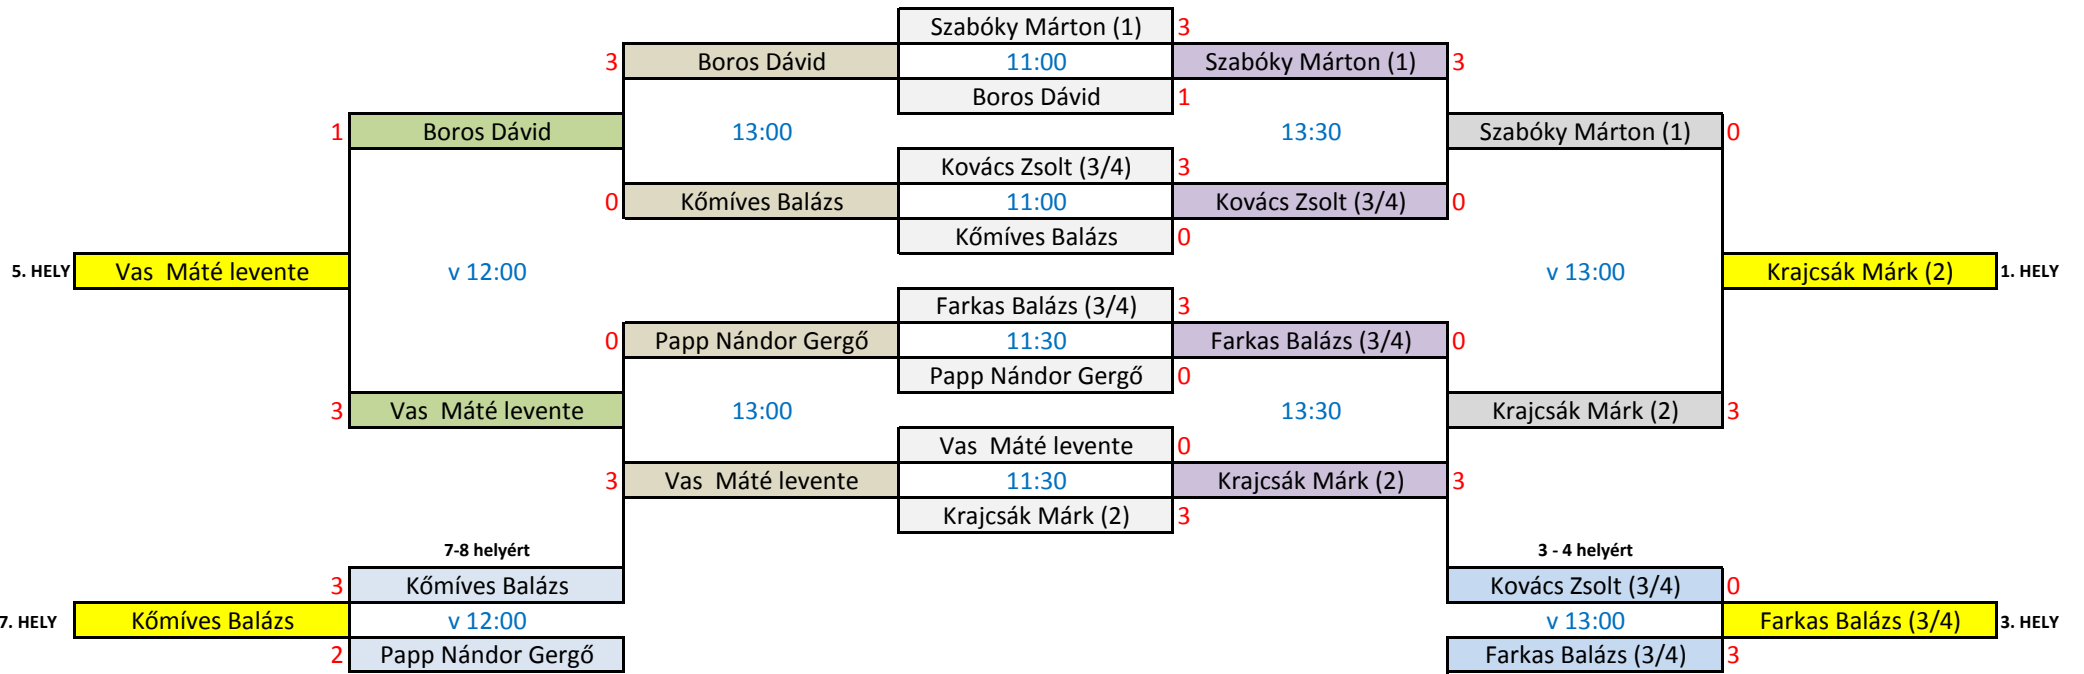 Szabóky Márton (1) 3
3 Boros Dávid 11:00 Szabóky Márton (1) 3
Boros Dávid 1
1 Boros Dávid 13:00 13:30 Szabóky Márton (1) 0
Kovács Zsolt (3/4) 3
0 Kőmíves Balázs 11:00 Kovács Zsolt (3/4) 0
Kőmíves Balázs 0
5. HELY Vas Máté levente v 12:00 v 13:00 Krajcsák Márk (2) 1. HELY
Farkas Balázs (3/4) 3
0 Papp Nándor Gergő 11:30 Farkas Balázs (3/4) 0
Papp Nándor Gergő 0
3 Vas Máté levente 13:00 13:30 Krajcsák Márk (2) 3
Vas Máté levente 0
3 Vas Máté levente 11:30 Krajcsák Márk (2) 3
Krajcsák Márk (2) 3
7-8 helyért 3 - 4 helyért
3 Kőmíves Balázs Kovács Zsolt (3/4) 0
7. HELY Kőmíves Balázs v 12:00 v 13:00 Farkas Balázs (3/4) 3. HELY
2 Papp Nándor Gergő Farkas Balázs (3/4) 3